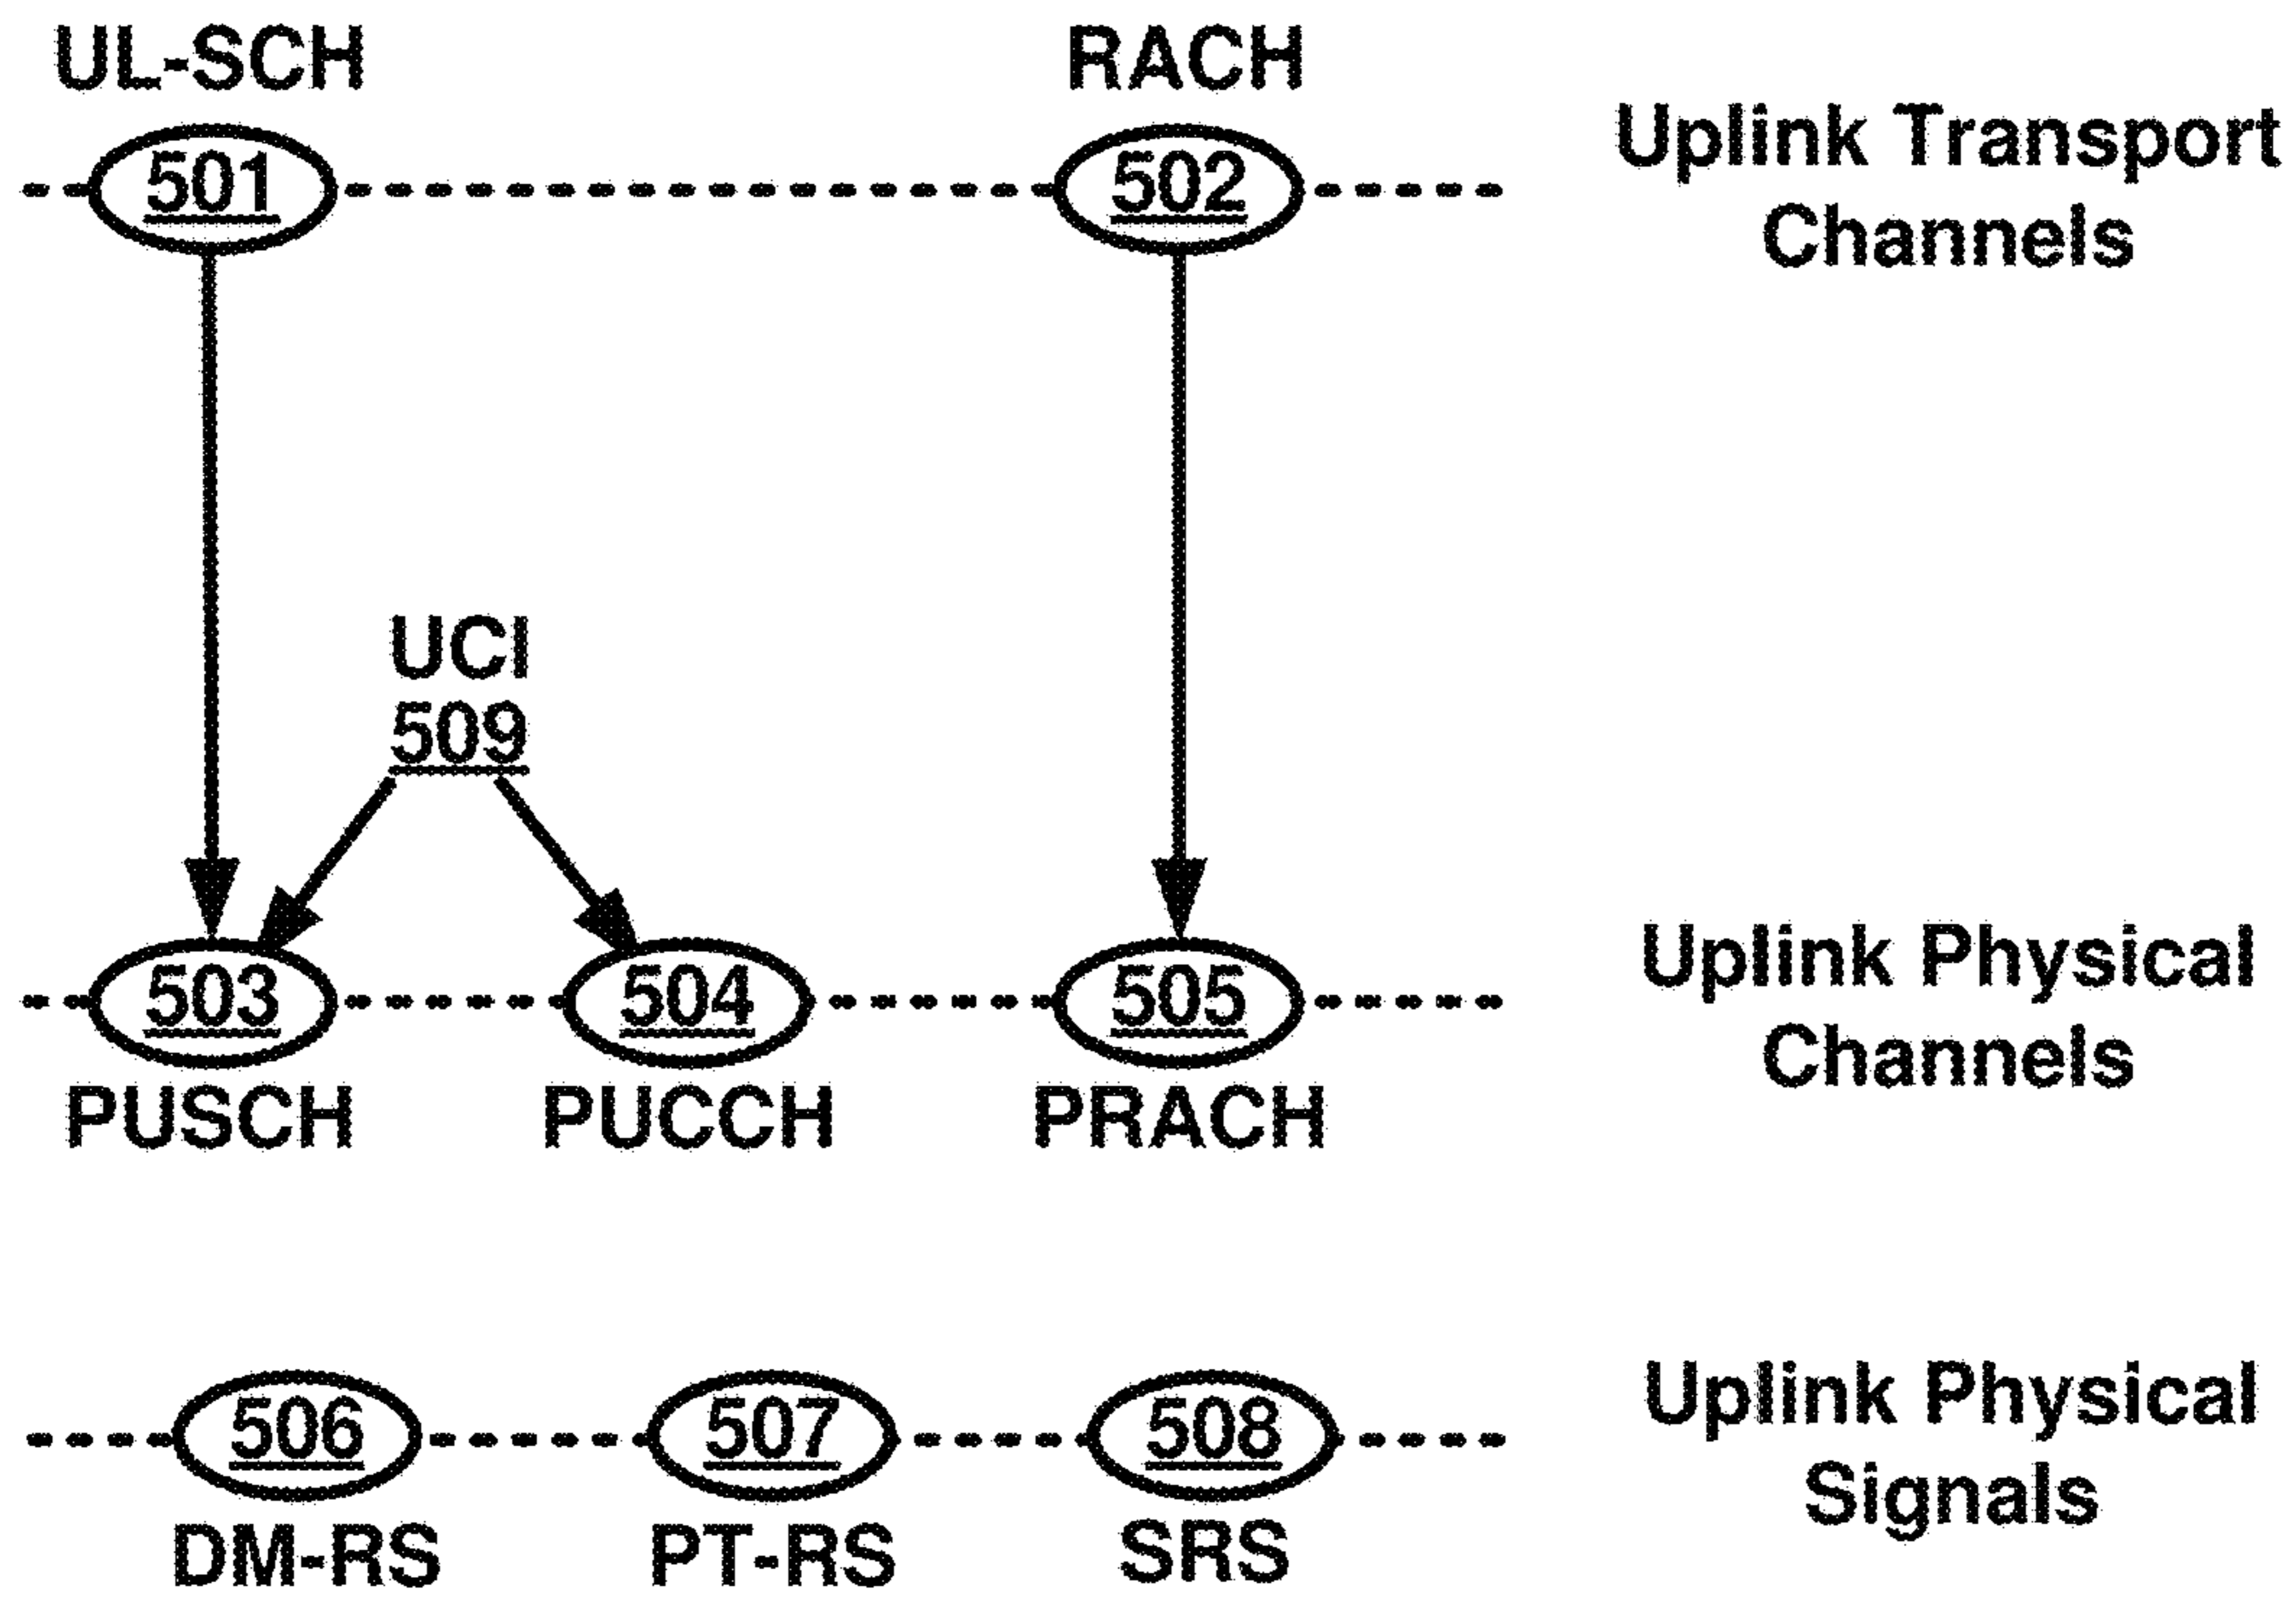 UL-SCH
RACH
501
502
Uplink Transport
Channels
UCI
509
503
504
505
Uplink Physical
Channels
PUSCH
PUCCH
PRACH
506
507
508
Uplink Physical
Signals
DM-RS
PT-RS
SRS